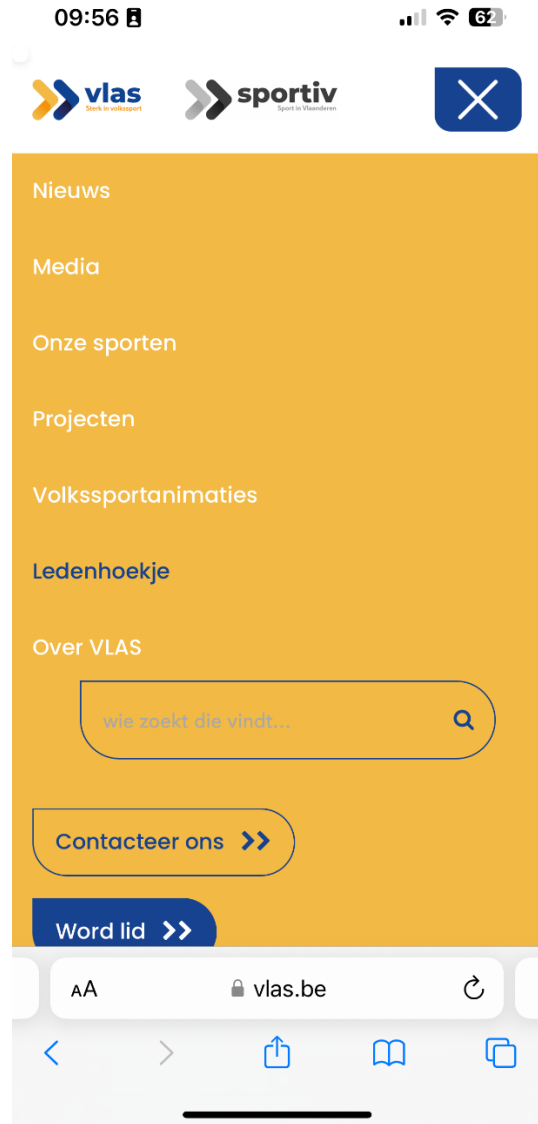 09:56
62
vlas
Sterk in volkssport
sportiv
Sport in Vlaanderen
Nieuws
Media
Onze sporten
Projecten
Volkssportanimaties
Ledenhoekje
Over VLAS
wie zoekt die vindt...
Contacteer ons
Word lid
AA
vlas.be